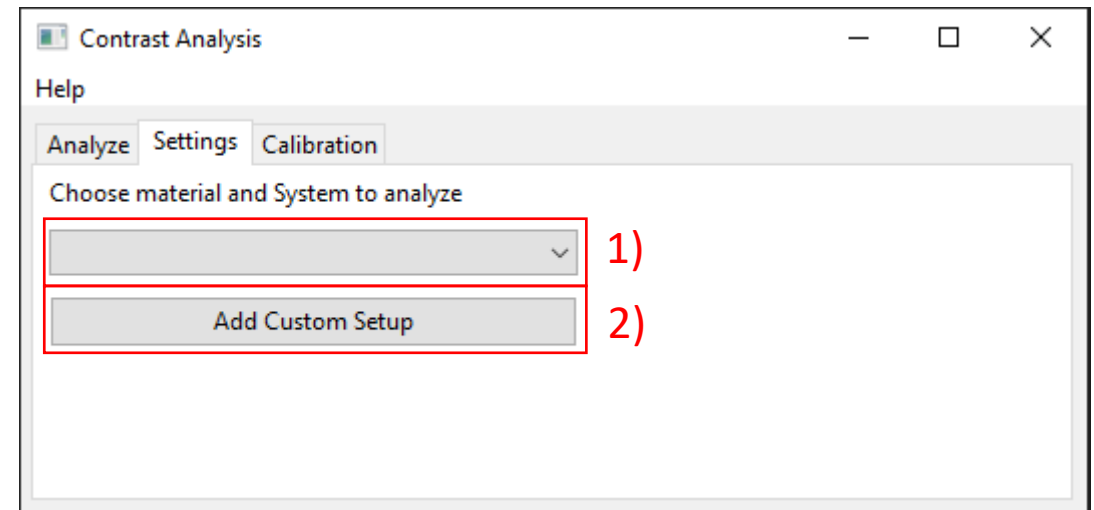 Contrast Analysis
Help
Analyze Settings Calibration
Choose material and System to analyze
1)
Add Custom Setup 2)